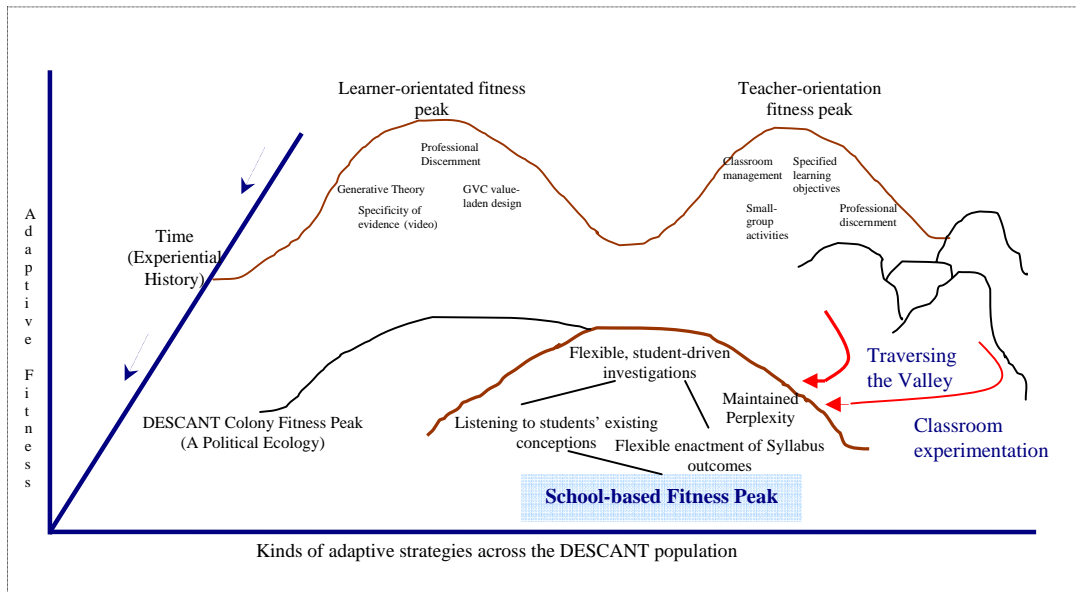 Learner-orientated fitness
peak
Teacher-orientation
fitness peak
Professional
Discernment
Generative Theory
GVC value-
laden design
Specificity of
evidence (video)
Classroom
management
Specified
learning
objectives
Small-
group
activities
Professional
discernment
Adaptive Fitness
Time
(Experiential
History)
Flexible, student-driven
investigations
Traversing
the Valley
Maintained
Perplexity
DESCANT Colony Fitness Peak
(A Political Ecology)
Listening to students’ existing
conceptions
Flexible enactment of Syllabus
outcomes
Classroom
experimentation
School-based Fitness Peak
Kinds of adaptive strategies across the DESCANT population